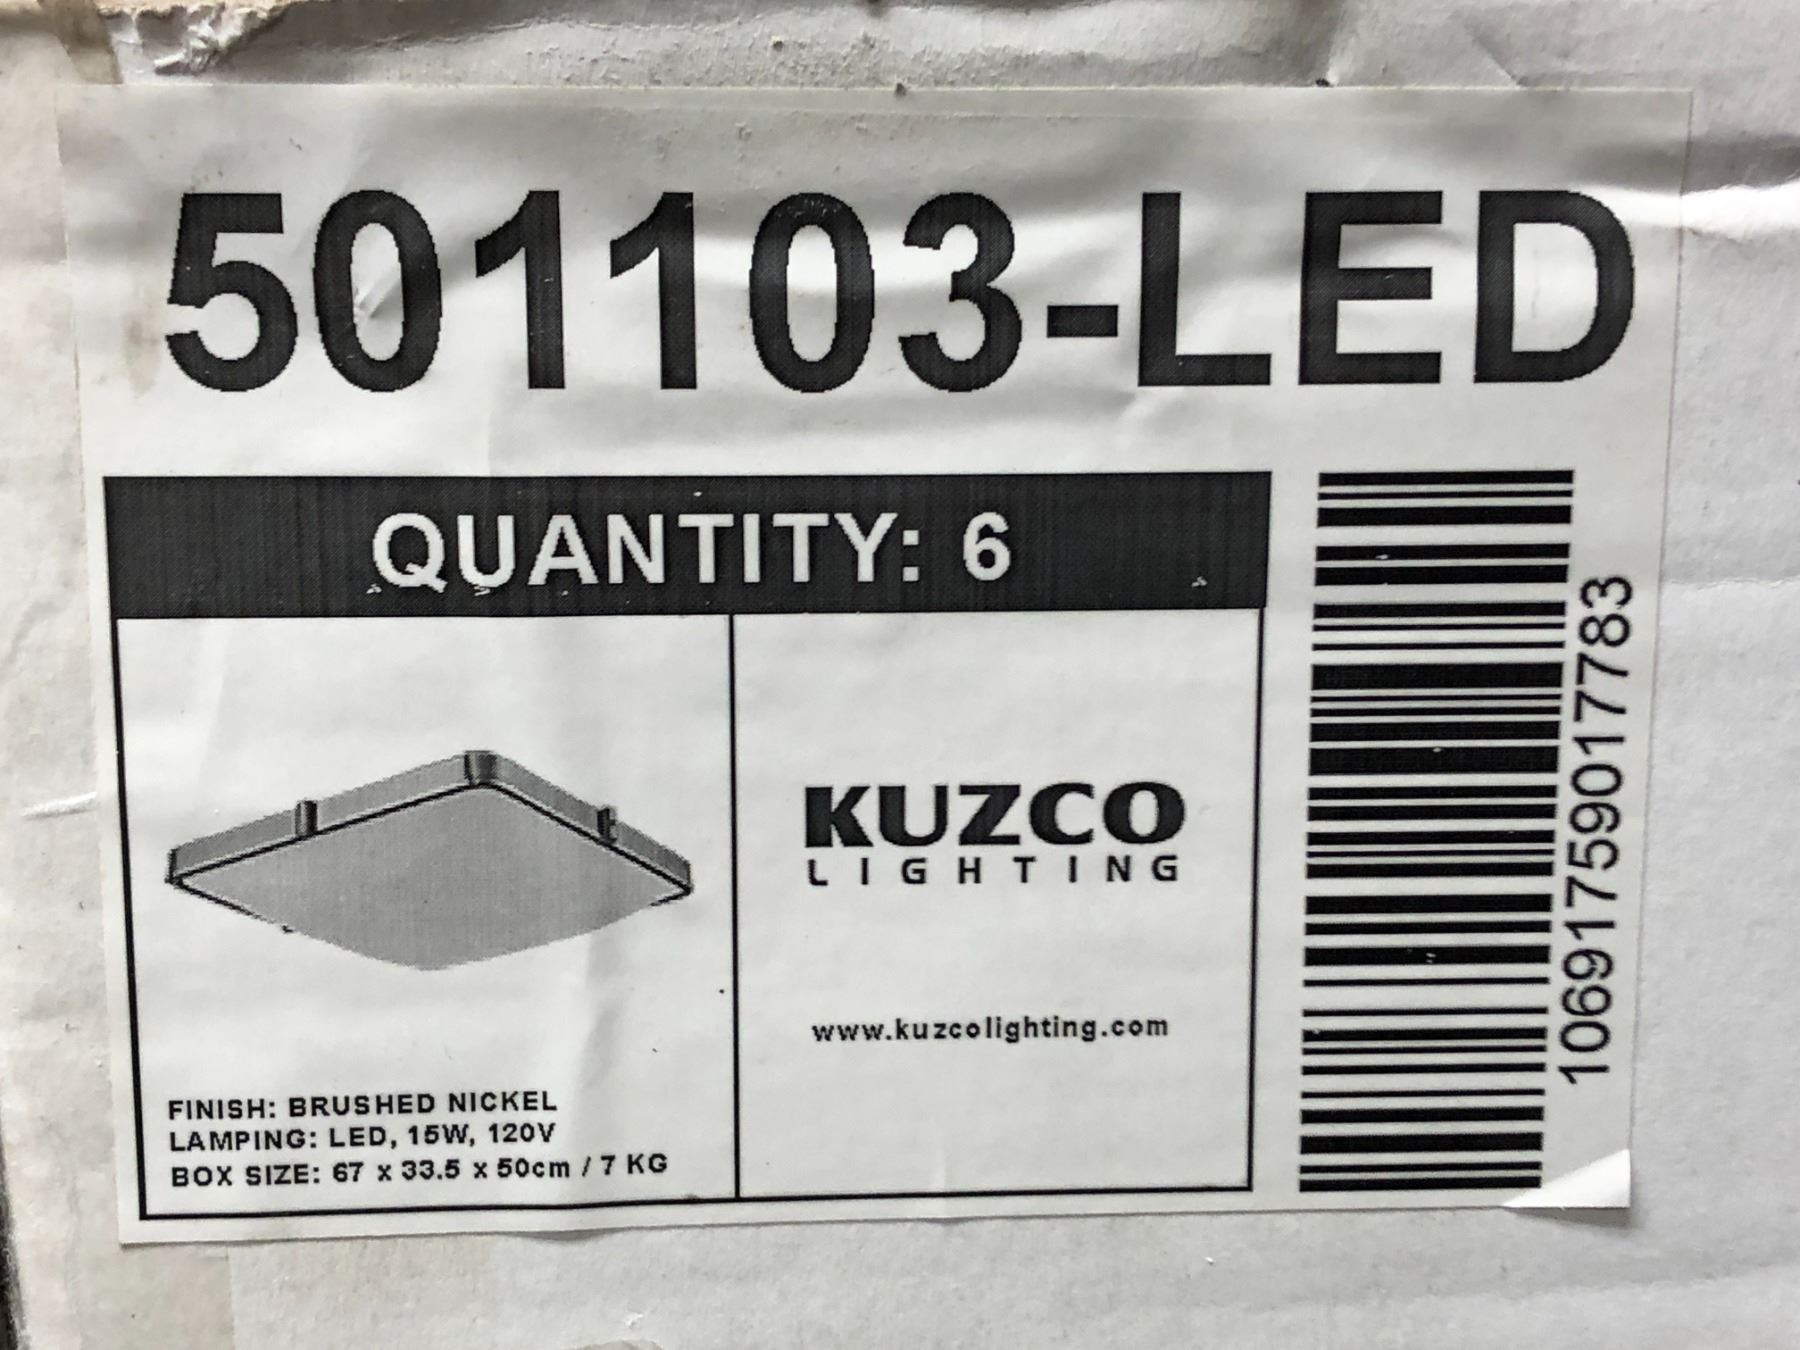 501103-LED
QUANTITY: 6
FINISH: BRUSHED NICKEL
LAMPING: LED, 15W, 120V
BOX SIZE: 67 x 33.5 x 50cm / 7 KG
KUZCO
LIGHTING
www.kuzcolighting.com
10691759017783